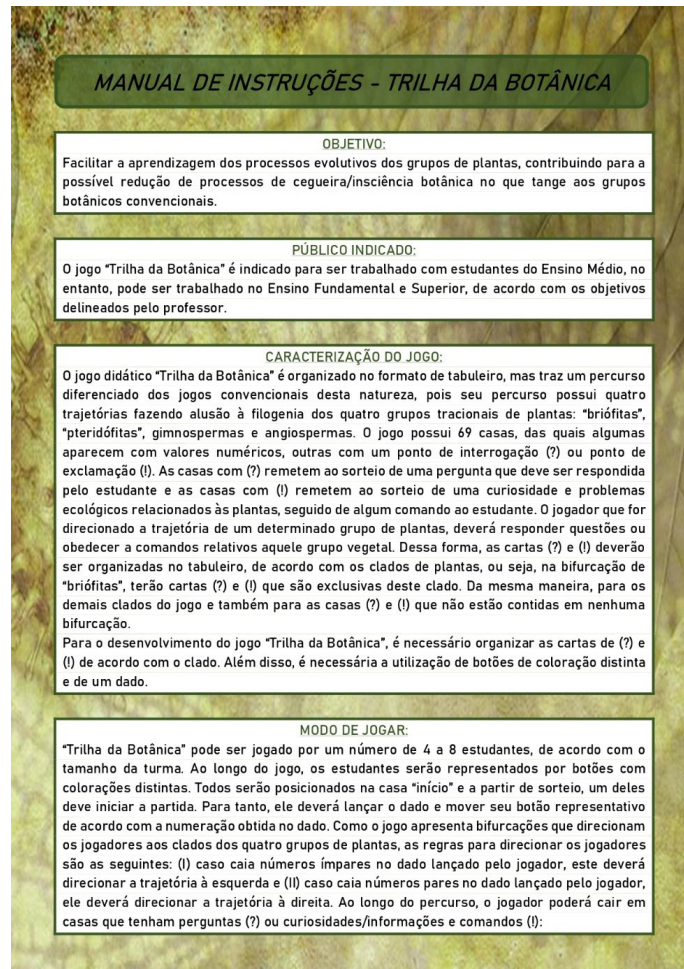 MANUAL DE INSTRUÇÕES - TRILHA DA BOTÂNICA
OBJETIVO:
Facilitar a aprendizagem dos processos evolutivos dos grupos de plantas, contribuindo para a
possível redução de processos de cegueira/insciência botânica no que tange aos grupos
botânicos convencionais.
PÚBLICO INDICADO:
O jogo “Trilha da Botânica” é indicado para ser trabalhado com estudantes do Ensino Médio, no
entanto, pode ser trabalhado no Ensino Fundamental e Superior, de acordo com os objetivos
delineados pelo professor.
CARACTERIZAÇÃO DO JOGO:
O jogo didático “Trilha da Botânica” é organizado no formato de tabuleiro, mas traz um percurso
diferenciado dos jogos convencionais desta natureza, pois seu percurso possui quatro
trajetórias fazendo alusão à filogenia dos quatro grupos tracionais de plantas: “briófitas”,
“pteridófitas”, gimnospermas e angiospermas. O jogo possui 69 casas, das quais algumas
aparecem com valores numéricos, outras com um ponto de interrogação (?) ou ponto de
exclamação (!). As casas com (?) remetem ao sorteio de uma pergunta que deve ser respondida
pelo estudante e as casas com (!) remetem ao sorteio de uma curiosidade e problemas
ecológicos relacionados às plantas, seguido de algum comando ao estudante. O jogador que for
direcionado a trajetória de um determinado grupo de plantas, deverá responder questões ou
obedecer a comandos relativos aquele grupo vegetal. Dessa forma, as cartas (?) e (!) deverão
ser organizadas no tabuleiro, de acordo com os clados de plantas, ou seja, na bifurcação de
“briófitas”, terão cartas (?) e (!) que são exclusivas deste clado. Da mesma maneira, para os
demais clados do jogo e também para as casas (?) e (!) que não estão contidas em nenhuma
bifurcação.
Para o desenvolvimento do jogo “Trilha da Botânica”, é necessário organizar as cartas de (?) e
(!) de acordo com o clado. Além disso, é necessária a utilização de botões de coloração distinta
e de um dado.
MODO DE JOGAR:
“Trilha da Botânica” pode ser jogado por um número de 4 a 8 estudantes, de acordo com o
tamanho da turma. Ao longo do jogo, os estudantes serão representados por botões com
colorações distintas. Todos serão posicionados na casa “início” e a partir de sorteio, um deles
deve iniciar a partida. Para tanto, ele deverá lançar o dado e mover seu botão representativo
de acordo com a numeração obtida no dado. Como o jogo apresenta bifurcações que direcionam
os jogadores aos clados dos quatro grupos de plantas, as regras para direcionar os jogadores
são as seguintes: (I) caso caia números ímpares no dado lançado pelo jogador, este deverá
direcionar a trajetória à esquerda e (II) caso caia números pares no dado lançado pelo jogador,
ele deverá direcionar a trajetória à direita. Ao longo do percurso, o jogador poderá cair em
casas que tenham perguntas (?) ou curiosidades/informações e comandos (!):